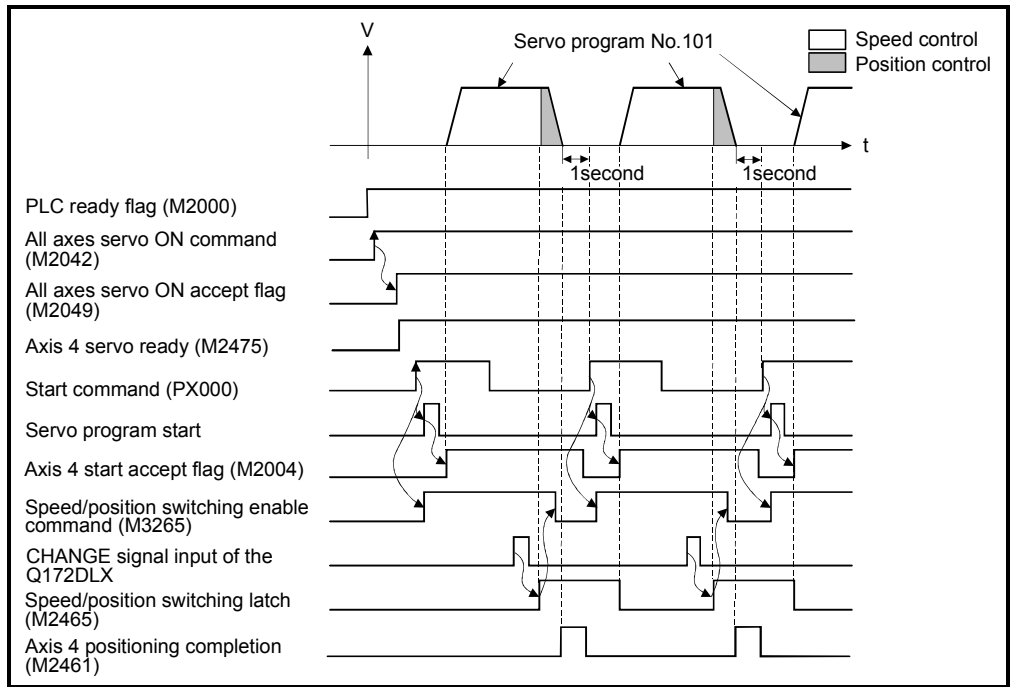 V
Servo program No.101
Speed control
Position control
t
1second
1second
PLC ready flag (M2000)
All axes servo ON command
(M2042)
All axes servo ON accept flag
(M2049)
Axis 4 servo ready (M2475)
Start command (PX000)
Servo program start
Axis 4 start accept flag (M2004)
Speed/position switching enable
command (M3265)
CHANGE signal input of the
Q172DLX
Speed/position switching latch
(M2465)
Axis 4 positioning completion
(M2461)